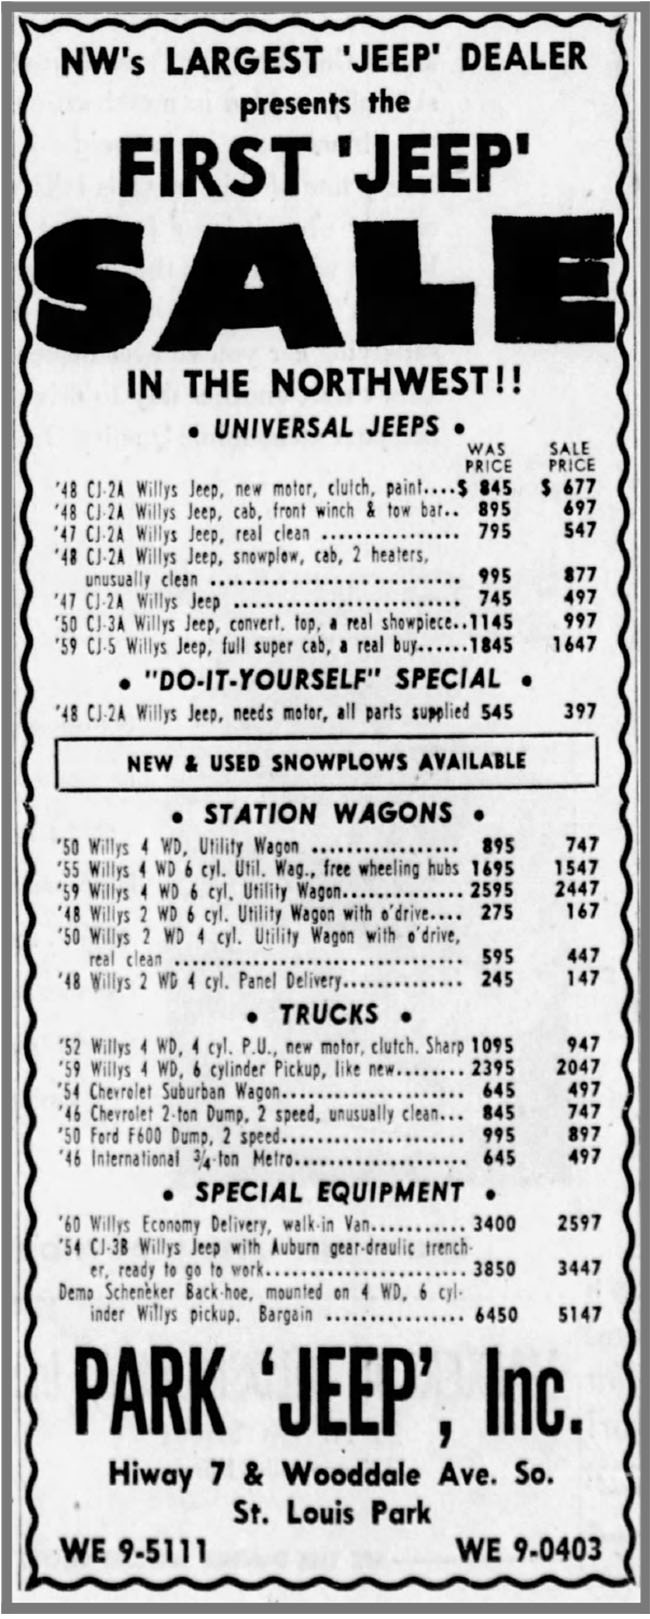 NW's LARGEST 'JEEP' DEALER
presents the
FIRST 'JEEP'
SALE
IN THE NORTHWEST!!
• UNIVERSAL JEEPS •
WAS SALE
PRICE PRICE
'48 CJ-2A Willys Jeep, new motor, clutch, paint....$ 845 $ 677
'48 CJ-2A Willys Jeep, cab, front winch & tow bar.. 895 697
'47 CJ-2A Willys Jeep, real clean ................ 795 547
'48 CJ-2A Willys Jeep, snowplow, cab, 2 heaters,
unusually clean ............................. 995 877
'47 CJ-2A Willys Jeep .......................... 745 497
'50 CJ-3A Willys Jeep, convert. top, a real showpiece..1145 997
'59 CJ-5 Willys Jeep, full super cab, a real buy......1845 1647
• "DO-IT-YOURSELF" SPECIAL •
'48 CJ-2A Willys Jeep, needs motor, all parts supplied 545 397
NEW & USED SNOWPLOWS AVAILABLE
• STATION WAGONS •
'50 Willys 4 WD, Utility Wagon ................. 895 747
'55 Willys 4 WD 6 cyl. Util. Wag., free wheeling hubs 1695 1547
'59 Willys 4 WD 6 cyl. Utility Wagon.............. 2595 2447
'48 Willys 2 WD 6 cyl. Utility Wagon with o'drive.... 275 167
'50 Willys 2 WD 4 cyl. Utility Wagon with o'drive,
real clean ................................. 595 447
'48 Willys 2 WD 4 cyl. Panel Delivery.............. 245 147
• TRUCKS •
'52 Willys 4 WD, 4 cyl. P.U., new motor, clutch. Sharp 1095 947
'59 Willys 4 WD, 6 cylinder Pickup, like new........ 2395 2047
'54 Chevrolet Suburban Wagon..................... 645 497
'46 Chevrolet 2-ton Dump, 2 speed, unusually clean... 845 747
'50 Ford F600 Dump, 2 speed..................... 995 897
'46 International ¾-ton Metro.................... 645 497
• SPECIAL EQUIPMENT •
'60 Willys Economy Delivery, walk-in Van........... 3400 2597
'54 CJ-3B Willys Jeep with Auburn gear-draulic trench-
er, ready to go to work....................... 3850 3447
Demo Scheneker Back-hoe, mounted on 4 WD, 6 cyl-
inder Willys pickup. Bargain ................ 6450 5147
PARK 'JEEP', Inc.
Hiway 7 & Wooddale Ave. So.
St. Louis Park
WE 9-5111 WE 9-0403